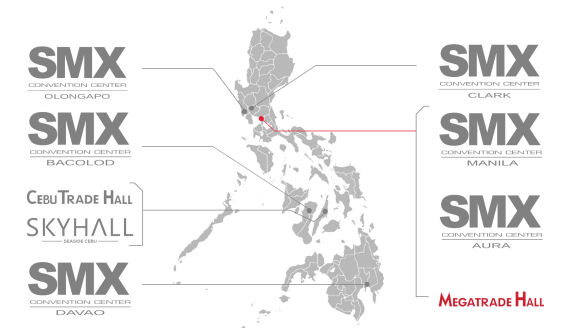 SMX
CONVENTION CENTER
OLONGAPO
SMX
CONVENTION CENTER
BACOLOD
CEBU TRADE HALL
SKYHALL
SEASIDE CEBU
SMX
CONVENTION CENTER
DAVAO
SMX
CONVENTION CENTER
CLARK
SMX
CONVENTION CENTER
MANILA
SMX
CONVENTION CENTER
AURA
MEGATRADE HALL